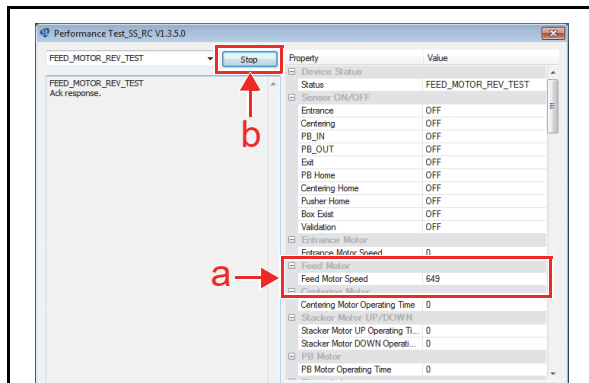 Performance Test_SS_RC V1.3.5.0
FEED_MOTOR_REV_TEST
Stop
FEED_MOTOR_REV_TEST
Ack response.
b
a
Property Value
Device Status
Status FEED_MOTOR_REV_TEST
Sensor ON/OFF
Entrance OFF
Centering OFF
PB_IN OFF
PB_OUT OFF
Exit OFF
PB Home OFF
Centering Home OFF
Pusher Home OFF
Box Exist OFF
Validation OFF
Entrance Motor
Entrance Motor Speed 0
Feed Motor
Feed Motor Speed 649
Centering Motor
Centering Motor Operating Time 0
Stacker Motor UP/DOWN
Stacker Motor UP Operating Ti... 0
Stacker Motor DOWN Operati... 0
PB Motor
PB Motor Operating Time 0